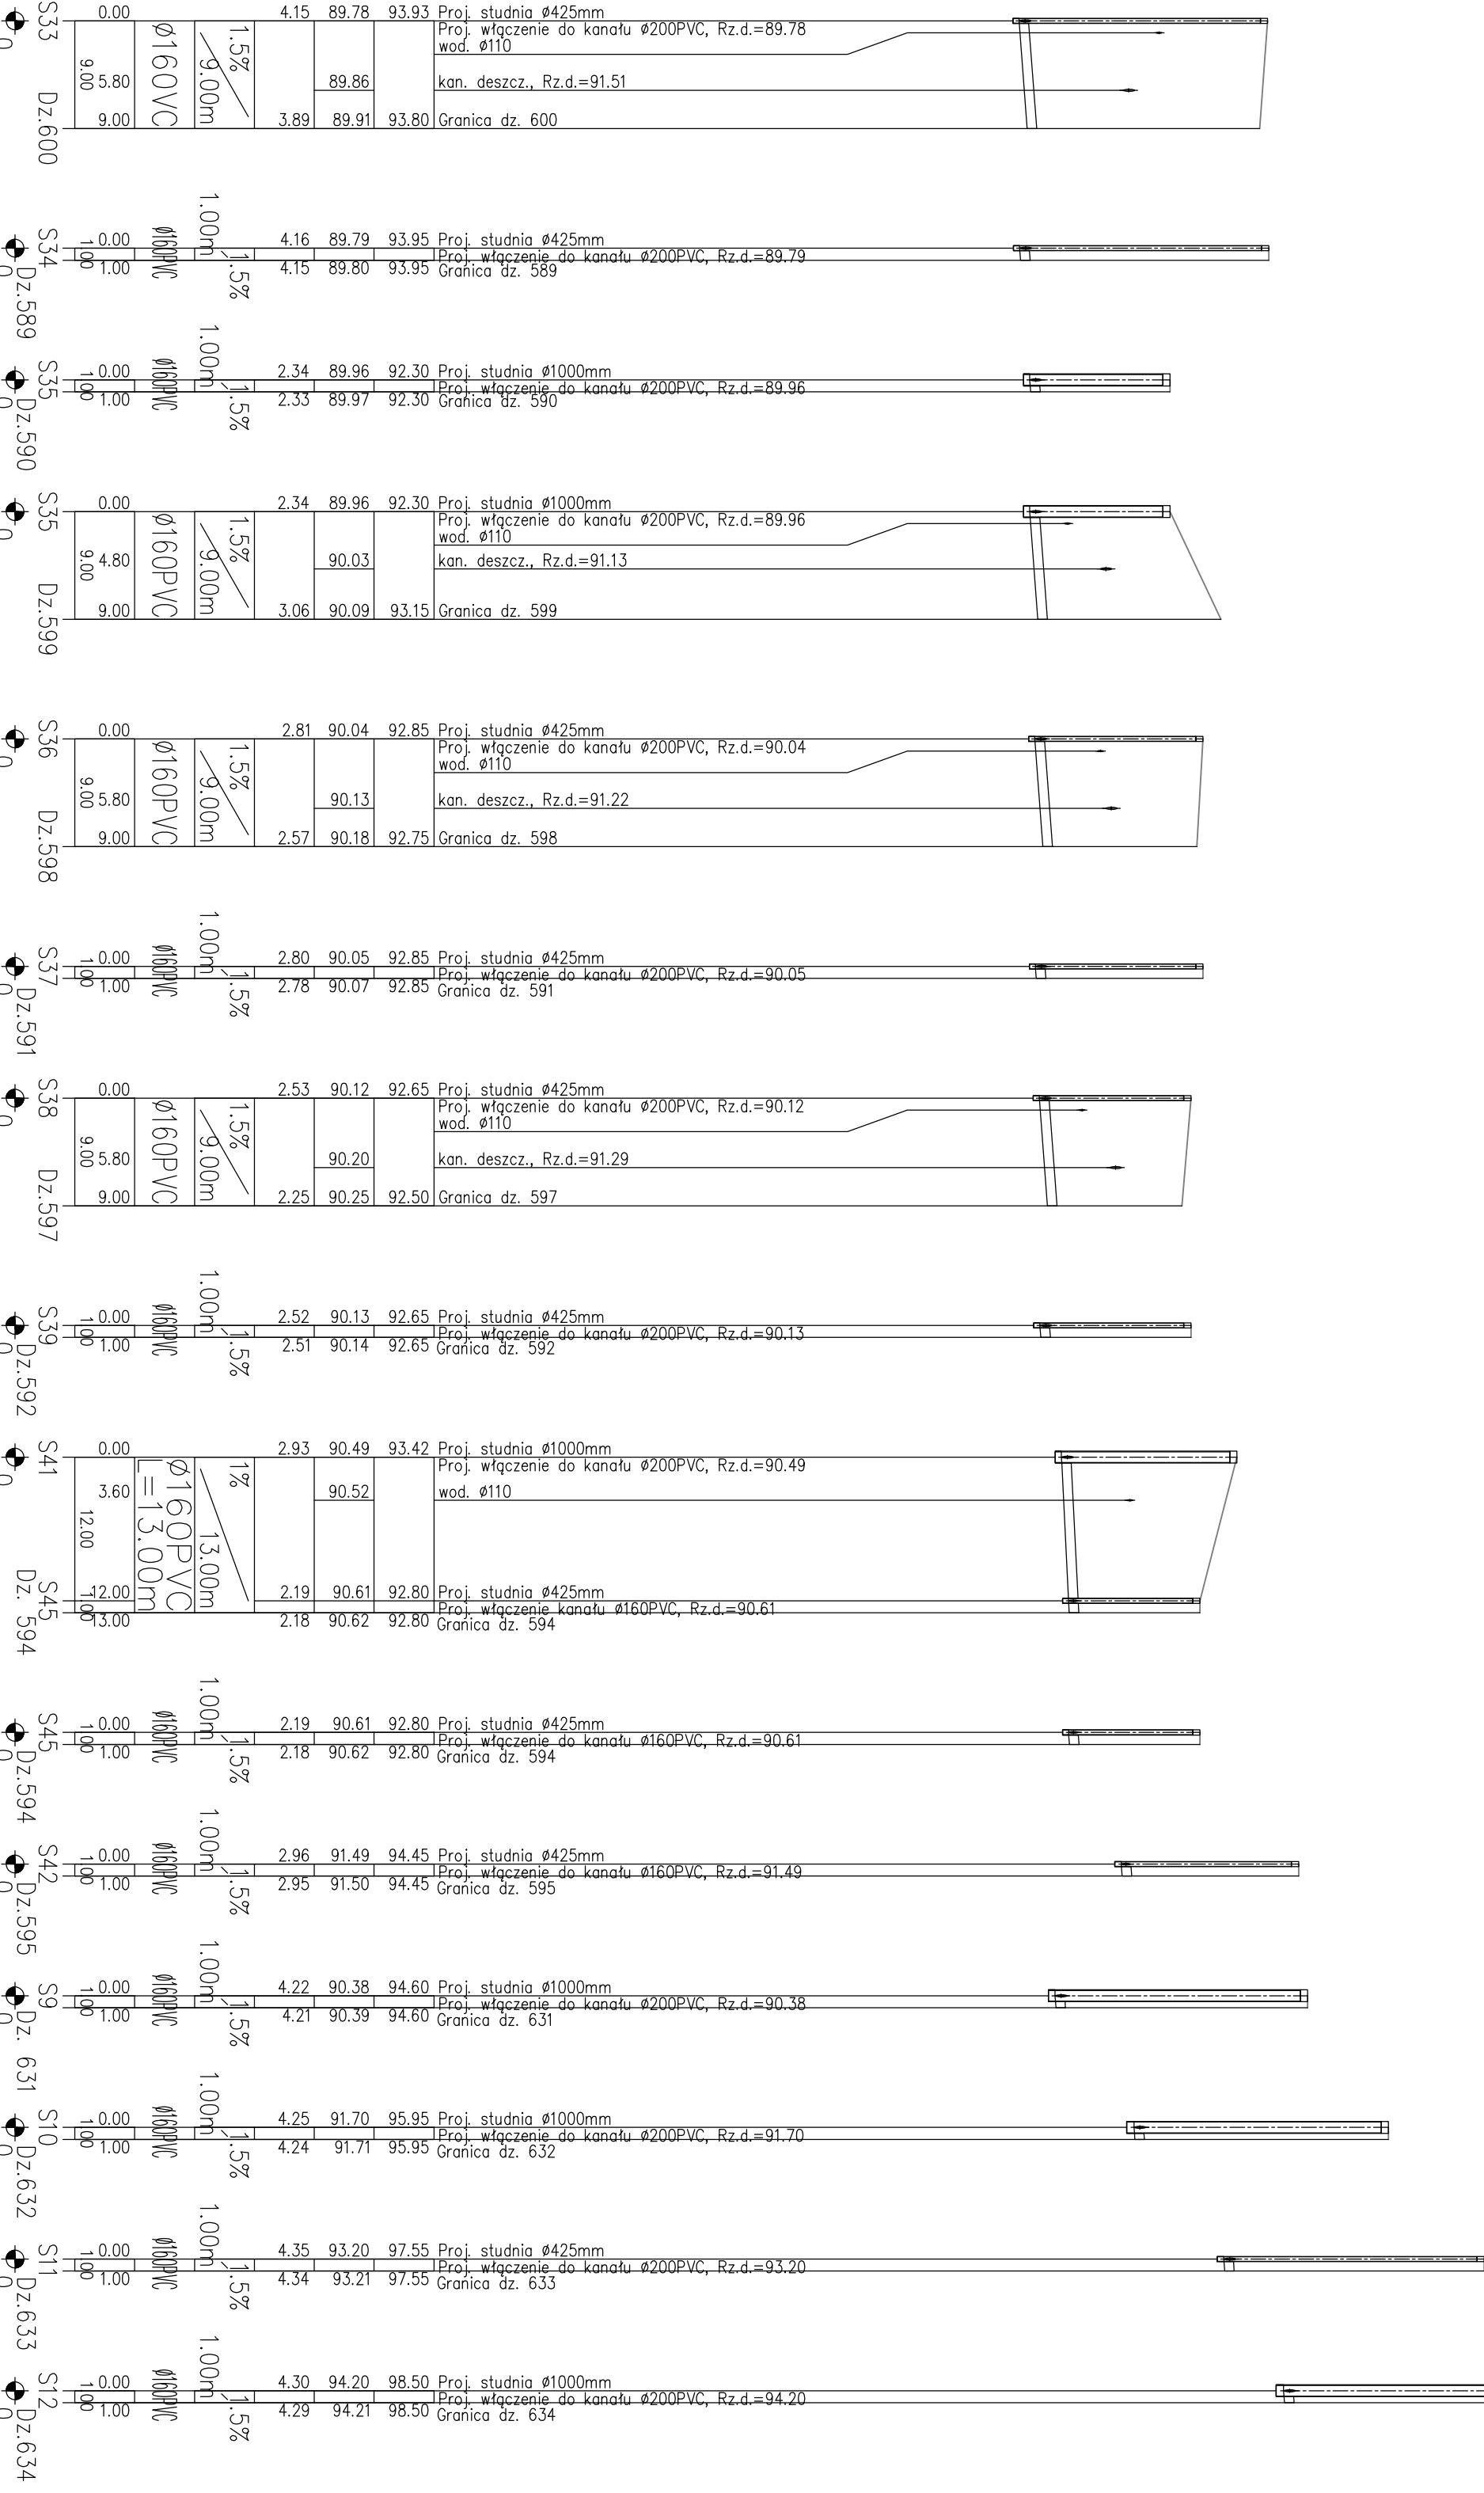 S33
0.00 4.15 89.78 93.93 Proj. studnia ø425mm
Proj. włączenie do kanału ø200PVC, Rz.d.=89.78
wod. ø110
1.5%
9.00m
ø160VC
9.00 5.80 89.86 kan. deszcz., Rz.d.=91.51
9.00 3.89 89.91 93.80 Granica dz. 600
Dz.600
S34
0.00 4.16 89.79 93.95 Proj. studnia ø425mm
Proj. włączenie do kanału ø200PVC, Rz.d.=89.79
1.00 ø160PVC 1.00m 1.5%
1.00 4.15 89.80 93.95 Granica dz. 589
Dz.589
S35
0.00 2.34 89.96 92.30 Proj. studnia ø1000mm
Proj. włączenie do kanału ø200PVC, Rz.d.=89.96
1.00 ø160PVC 1.00m 1.5%
1.00 2.33 89.97 92.30 Granica dz. 590
Dz.590
S35
0.00 2.34 89.96 92.30 Proj. studnia ø1000mm
Proj. włączenie do kanału ø200PVC, Rz.d.=89.96
wod. ø110
1.5%
9.00m
ø160PVC
9.00 4.80 90.03 kan. deszcz., Rz.d.=91.13
9.00 3.06 90.09 93.15 Granica dz. 599
Dz.599
S36
0.00 2.81 90.04 92.85 Proj. studnia ø425mm
Proj. włączenie do kanału ø200PVC, Rz.d.=90.04
wod. ø110
1.5%
9.00m
ø160PVC
9.00 5.80 90.13 kan. deszcz., Rz.d.=91.22
9.00 2.57 90.18 92.75 Granica dz. 598
Dz.598
S37
0.00 2.80 90.05 92.85 Proj. studnia ø425mm
Proj. włączenie do kanału ø200PVC, Rz.d.=90.05
1.00 ø160PVC 1.00m 1.5%
1.00 2.78 90.07 92.85 Granica dz. 591
Dz.591
S38
0.00 2.53 90.12 92.65 Proj. studnia ø425mm
Proj. włączenie do kanału ø200PVC, Rz.d.=90.12
wod. ø110
1.5%
9.00m
ø160PVC
9.00 5.80 90.20 kan. deszcz., Rz.d.=91.29
9.00 2.25 90.25 92.50 Granica dz. 597
Dz.597
S39
0.00 2.52 90.13 92.65 Proj. studnia ø425mm
Proj. włączenie do kanału ø200PVC, Rz.d.=90.13
1.00 ø160PVC 1.00m 1.5%
1.00 2.51 90.14 92.65 Granica dz. 592
Dz.592
S41
0.00 2.93 90.49 93.42 Proj. studnia ø1000mm
Proj. włączenie do kanału ø200PVC, Rz.d.=90.49
1%
13.00m
ø160PVC
L=13.00m
3.60 90.52 wod. ø110
12.00
S45
12.00 2.19 90.61 92.80 Proj. studnia ø425mm
Proj. włączenie kanału ø160PVC, Rz.d.=90.61
1.00
13.00 2.18 90.62 92.80 Granica dz. 594
Dz. 594
S45
0.00 2.19 90.61 92.80 Proj. studnia ø425mm
Proj. włączenie do kanału ø160PVC, Rz.d.=90.61
1.00 ø160PVC 1.00m 1.5%
1.00 2.18 90.62 92.80 Granica dz. 594
Dz.594
S42
0.00 2.96 91.49 94.45 Proj. studnia ø425mm
Proj. włączenie do kanału ø160PVC, Rz.d.=91.49
1.00 ø160PVC 1.00m 1.5%
1.00 2.95 91.50 94.45 Granica dz. 595
Dz.595
S9
0.00 4.22 90.38 94.60 Proj. studnia ø1000mm
Proj. włączenie do kanału ø200PVC, Rz.d.=90.38
1.00 ø160PVC 1.00m 1.5%
1.00 4.21 90.39 94.60 Granica dz. 631
Dz. 631
S10
0.00 4.25 91.70 95.95 Proj. studnia ø1000mm
Proj. włączenie do kanału ø200PVC, Rz.d.=91.70
1.00 ø160PVC 1.00m 1.5%
1.00 4.24 91.71 95.95 Granica dz. 632
Dz.632
S11
0.00 4.35 93.20 97.55 Proj. studnia ø425mm
Proj. włączenie do kanału ø200PVC, Rz.d.=93.20
1.00 ø160PVC 1.00m 1.5%
1.00 4.34 93.21 97.55 Granica dz. 633
Dz.633
S12
0.00 4.30 94.20 98.50 Proj. studnia ø1000mm
Proj. włączenie do kanału ø200PVC, Rz.d.=94.20
1.00 ø160PVC 1.00m 1.5%
1.00 4.29 94.21 98.50 Granica dz. 634
Dz.634